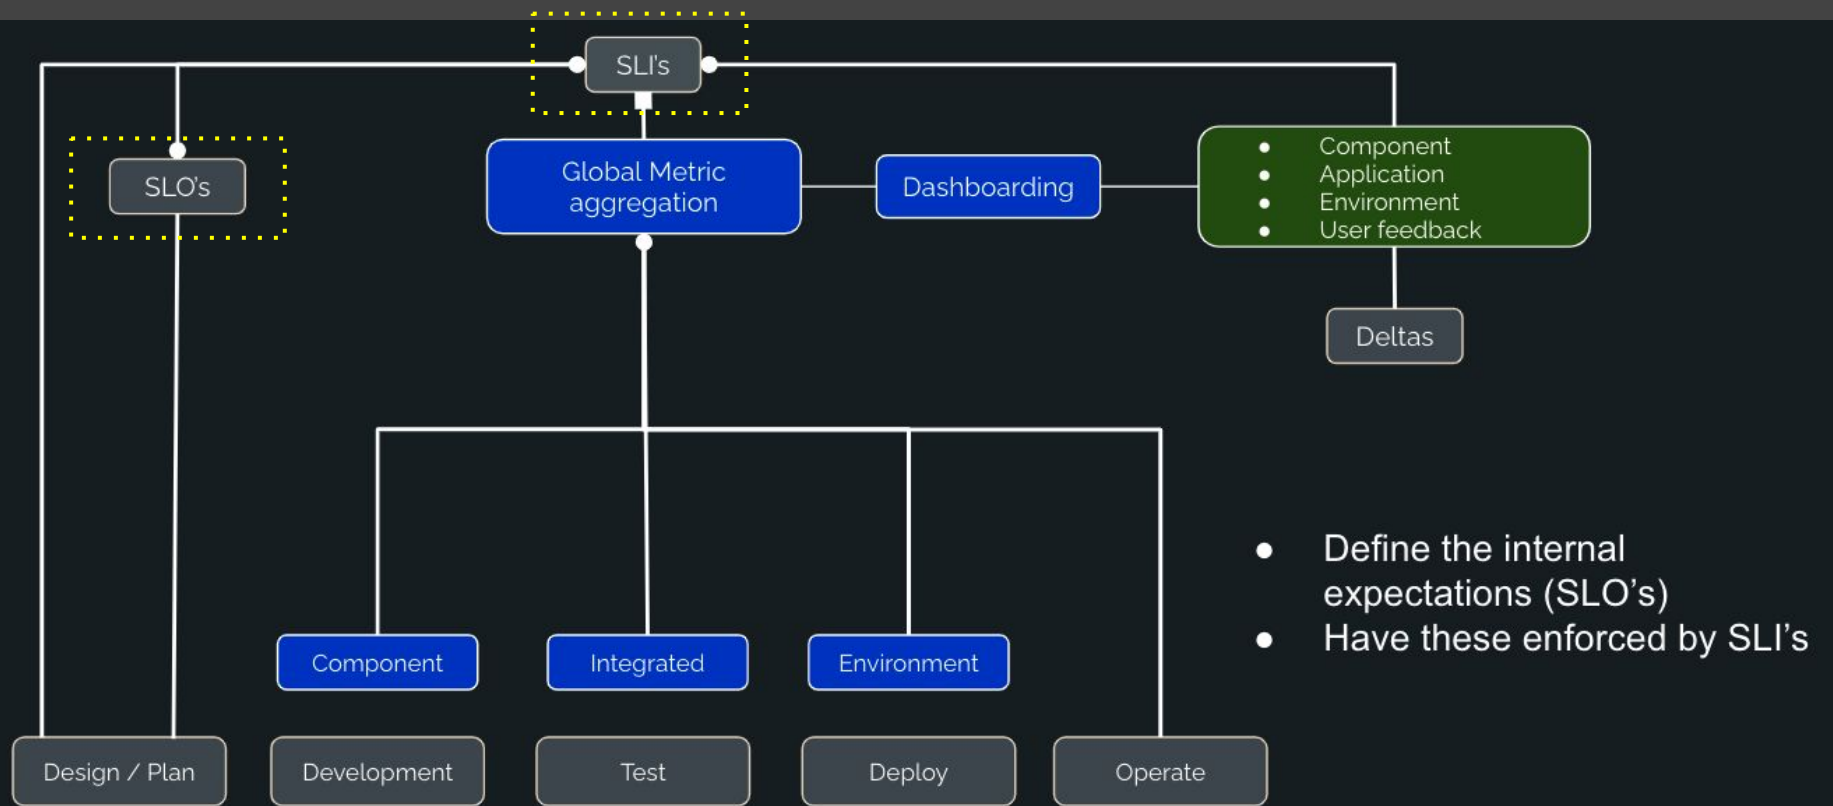 SLI's
SLO's
Global Metric
aggregation
Dashboarding
● Component
● Application
● Environment
● User feedback
Deltas
● Define the internal
expectations (SLO's)
● Have these enforced by SLI's
Component
Integrated
Environment
Design / Plan
Development
Test
Deploy
Operate